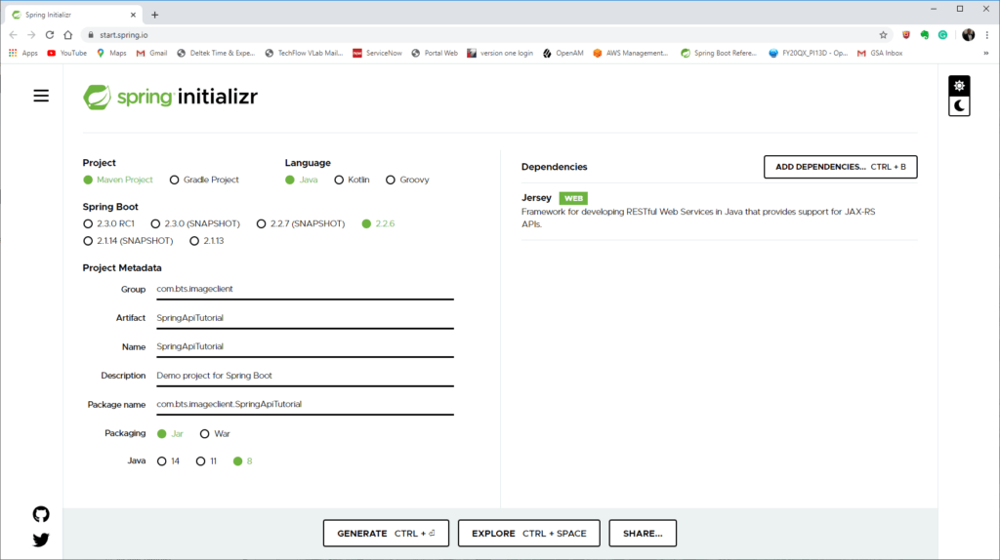 Spring Initializr
start.spring.io
Apps YouTube Maps Gmail Deltek Time & Expe... TechFlow VLab Mail... ServiceNow Portal Web version one login OpenAM AWS Management... Spring Boot Refere... FY20QX_PI13D - Op... GSA Inbox »
spring initializr
Project
Maven Project Gradle Project
Language
Java Kotlin Groovy
Spring Boot
2.3.0 RC1 2.3.0 (SNAPSHOT) 2.2.7 (SNAPSHOT) 2.2.6
2.1.14 (SNAPSHOT) 2.1.13
Project Metadata
Group com.bts.imageclient
Artifact SpringApiTutorial
Name SpringApiTutorial
Description Demo project for Spring Boot
Package name com.bts.imageclient.SpringApiTutorial
Packaging Jar War
Java 14 11 8
Dependencies
ADD DEPENDENCIES... CTRL + B
Jersey WEB
Framework for developing RESTful Web Services in Java that provides support for JAX-RS
APIs.
GENERATE CTRL + ⏎
EXPLORE CTRL + SPACE
SHARE...